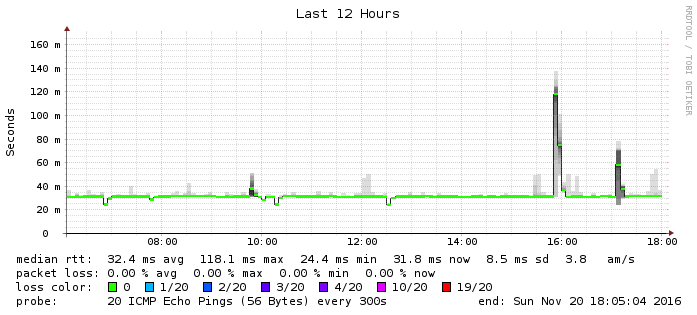 Last 12 Hours
RRDTOOL / TOBI OETIKER
Seconds
160 m
140 m
120 m
100 m
80 m
60 m
40 m
20 m
0
08:00 10:00 12:00 14:00 16:00 18:00
median rtt: 32.4 ms avg 118.1 ms max 24.4 ms min 31.8 ms now 8.5 ms sd 3.8 am/s
packet loss: 0.00 % avg 0.00 % max 0.00 % min 0.00 % now
loss color: 0 1/20 2/20 3/20 4/20 10/20 19/20
probe: 20 ICMP Echo Pings (56 Bytes) every 300s end: Sun Nov 20 18:05:04 2016